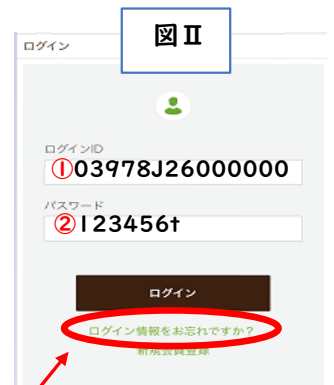 図Ⅱ
ログイン
ログインID
①03978J26000000
パスワード
②123456t
ログイン
ログイン情報をお忘れですか？
新規会員登録